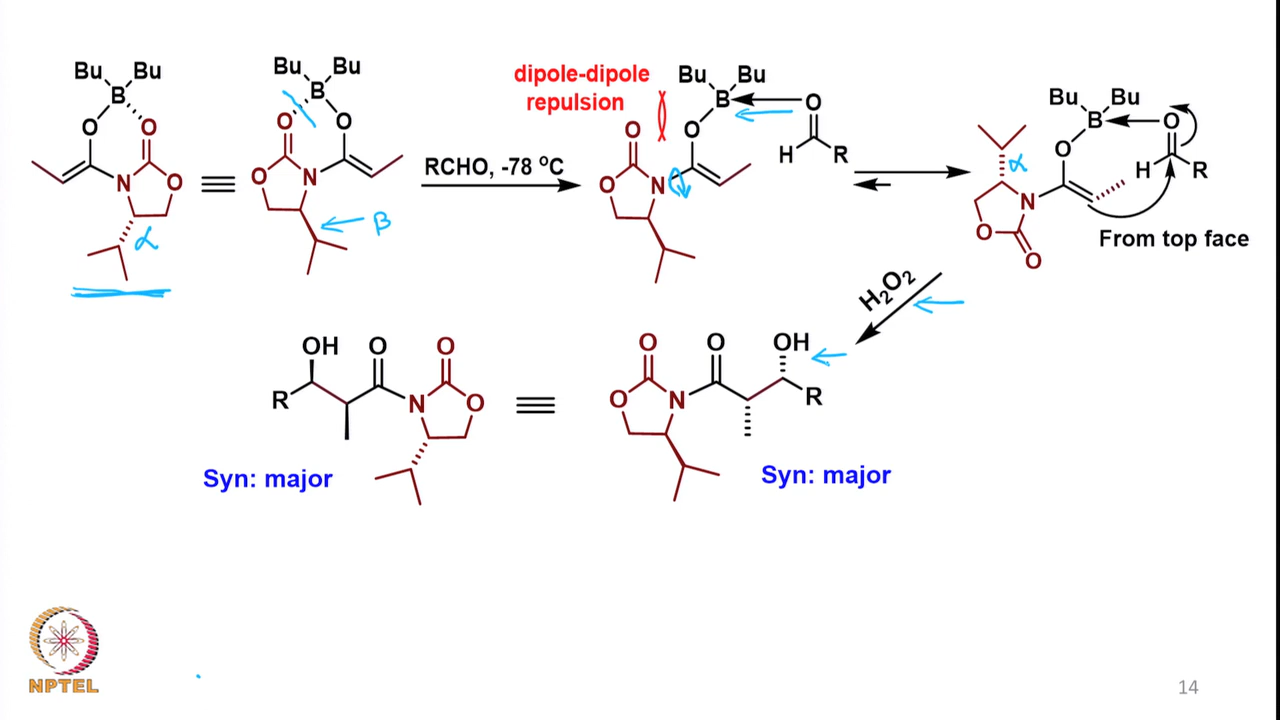 Bu Bu
B
O O
N O
α
Bu Bu
B
O O
O N
β
RCHO, -78 °C
dipole-dipole
repulsion
Bu Bu
B
O O O
O N
H R
Bu Bu
B
O
O
H R
α
N
O
O
From top face
H2O2
OH O O
R N O
Syn: major
O O OH
O N R
Syn: major
NPTEL
14